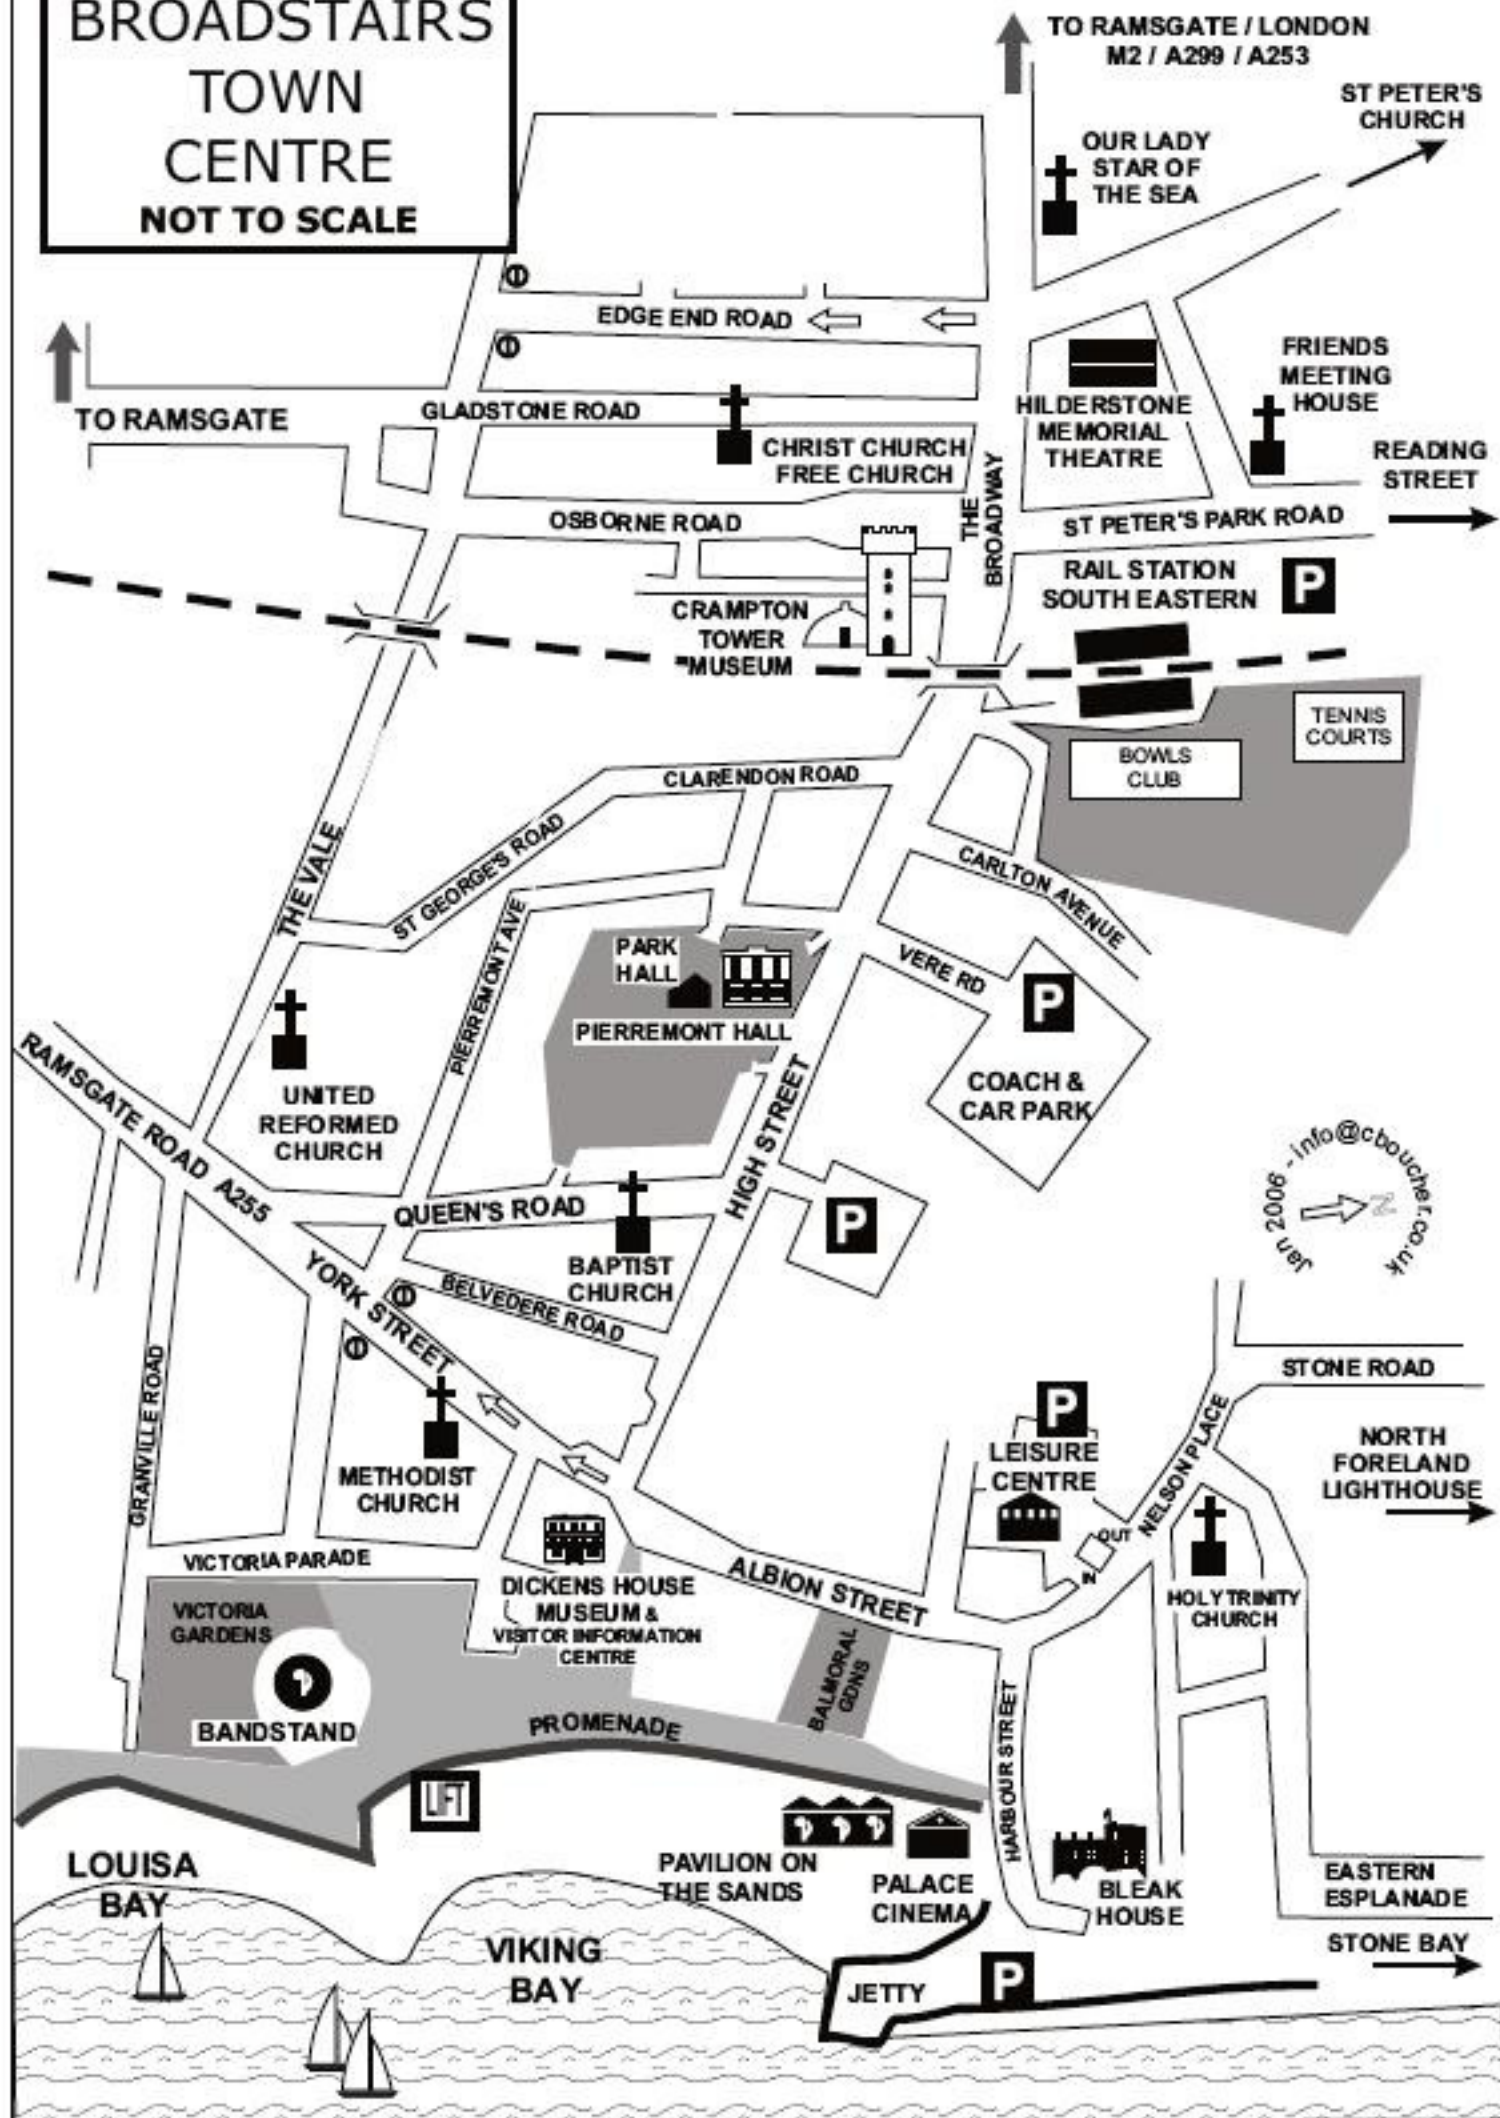 BROADSTAIRS
TOWN
CENTRE
NOT TO SCALE
TO RAMSGATE / LONDON
M2 / A299 / A253
ST PETER'S
CHURCH
OUR LADY
STAR OF
THE SEA
EDGE END ROAD
TO RAMSGATE
GLADSTONE ROAD
CHRIST CHURCH
FREE CHURCH
HILDERSTONE
MEMORIAL
THEATRE
FRIENDS
MEETING
HOUSE
READING
STREET
OSBORNE ROAD
THE
BROADWAY
ST PETER'S PARK ROAD
RAIL STATION
SOUTH EASTERN
P
CRAMPTON
TOWER
MUSEUM
TENNIS
COURTS
BOWLS
CLUB
CLARENDON ROAD
THE VALE
ST GEORGE'S ROAD
CARLTON AVENUE
PIERREMONT AVE
PARK
HALL
PIERREMONT HALL
VERE RD
P
COACH &
CAR PARK
RAMSGATE ROAD A255
UNITED
REFORMED
CHURCH
HIGH STREET
QUEEN'S ROAD
P
BAPTIST
CHURCH
Jan 2006 - info@cboucher.co.uk
N
YORK STREET
BELVEDERE ROAD
GRANVILLE ROAD
METHODIST
CHURCH
STONE ROAD
P
LEISURE
CENTRE
NELSON PLACE
NORTH
FORELAND
LIGHTHOUSE
OUT
IN
VICTORIA PARADE
DICKENS HOUSE
MUSEUM &
VISITOR INFORMATION
CENTRE
ALBION STREET
HOLY TRINITY
CHURCH
VICTORIA
GARDENS
BANDSTAND
PROMENADE
BALMORAL
GDNS
HARBOUR STREET
LIFT
LOUISA
BAY
PAVILION ON
THE SANDS
PALACE
CINEMA
BLEAK
HOUSE
EASTERN
ESPLANADE
VIKING
BAY
JETTY
P
STONE BAY